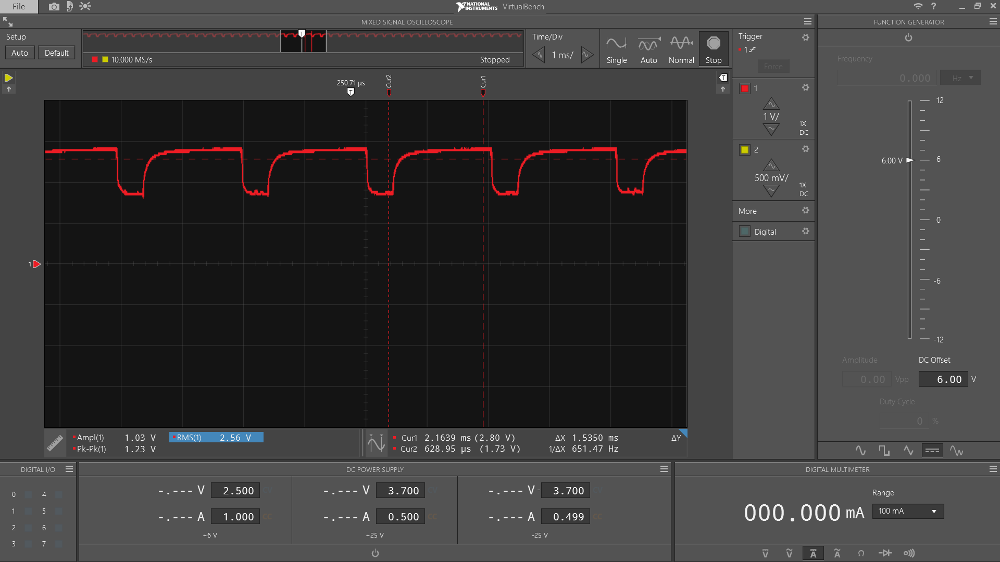 File
NATIONAL INSTRUMENTS VirtualBench
?
MIXED SIGNAL OSCILLOSCOPE
FUNCTION GENERATOR
Setup
Auto Default
T
10.000 MS/s
Stopped
Time/Div
1 ms/
Single Auto Normal Stop
Trigger
1
Force
250.71 µs
T
Cur2
Cur1
T
1
1 V/
1X
DC
2
500 mV/
1X
DC
More
Digital
1
Frequency
0.000 Hz
12
6
0
-6
-12
6.00 V
Amplitude DC Offset
0.00 Vpp 6.00 V
Duty Cycle
0 %
Ampl(1) 1.03 V RMS(1) 2.56 V
Pk-Pk(1) 1.23 V
Cur1 2.1639 ms (2.80 V) ΔX 1.5350 ms ΔY
Cur2 628.95 µs (1.73 V) 1/ΔX 651.47 Hz
DIGITAL I/O
0 4
1 5
2 6
3 7
DC POWER SUPPLY
-.--- V 2.500 CV -.--- V 3.700 CV -.--- V -3.700 CV
-.--- A 1.000 CC -.--- A 0.500 CC -.--- A 0.499 CC
+6 V +25 V -25 V
DIGITAL MULTIMETER
Range
000.000 mA 100 mA
V V A A Ω